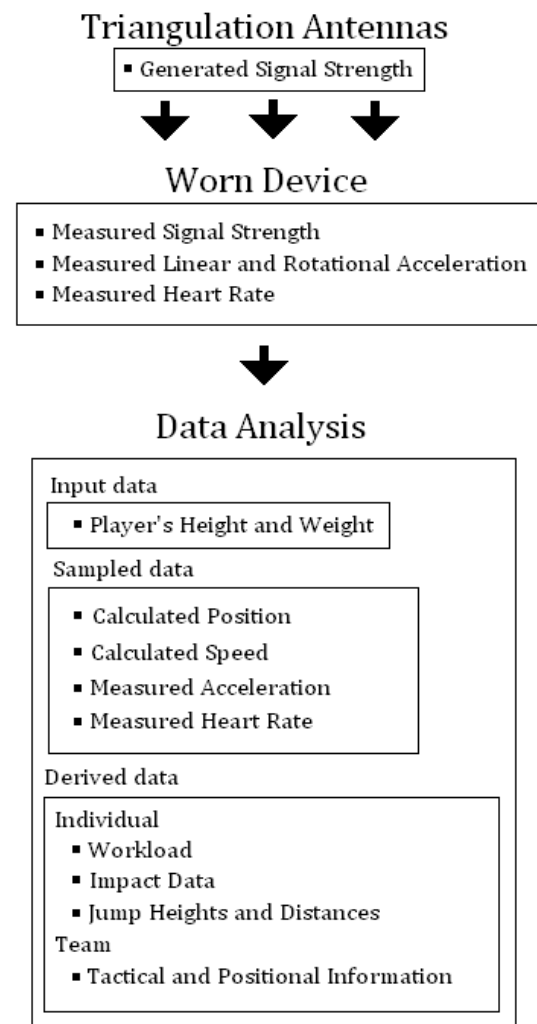 Triangulation Antennas
▪ Generated Signal Strength
Worn Device
▪ Measured Signal Strength
▪ Measured Linear and Rotational Acceleration
▪ Measured Heart Rate
Data Analysis
Input data
▪ Player's Height and Weight
Sampled data
▪ Calculated Position
▪ Calculated Speed
▪ Measured Acceleration
▪ Measured Heart Rate
Derived data
Individual
▪ Workload
▪ Impact Data
▪ Jump Heights and Distances
Team
▪ Tactical and Positional Information